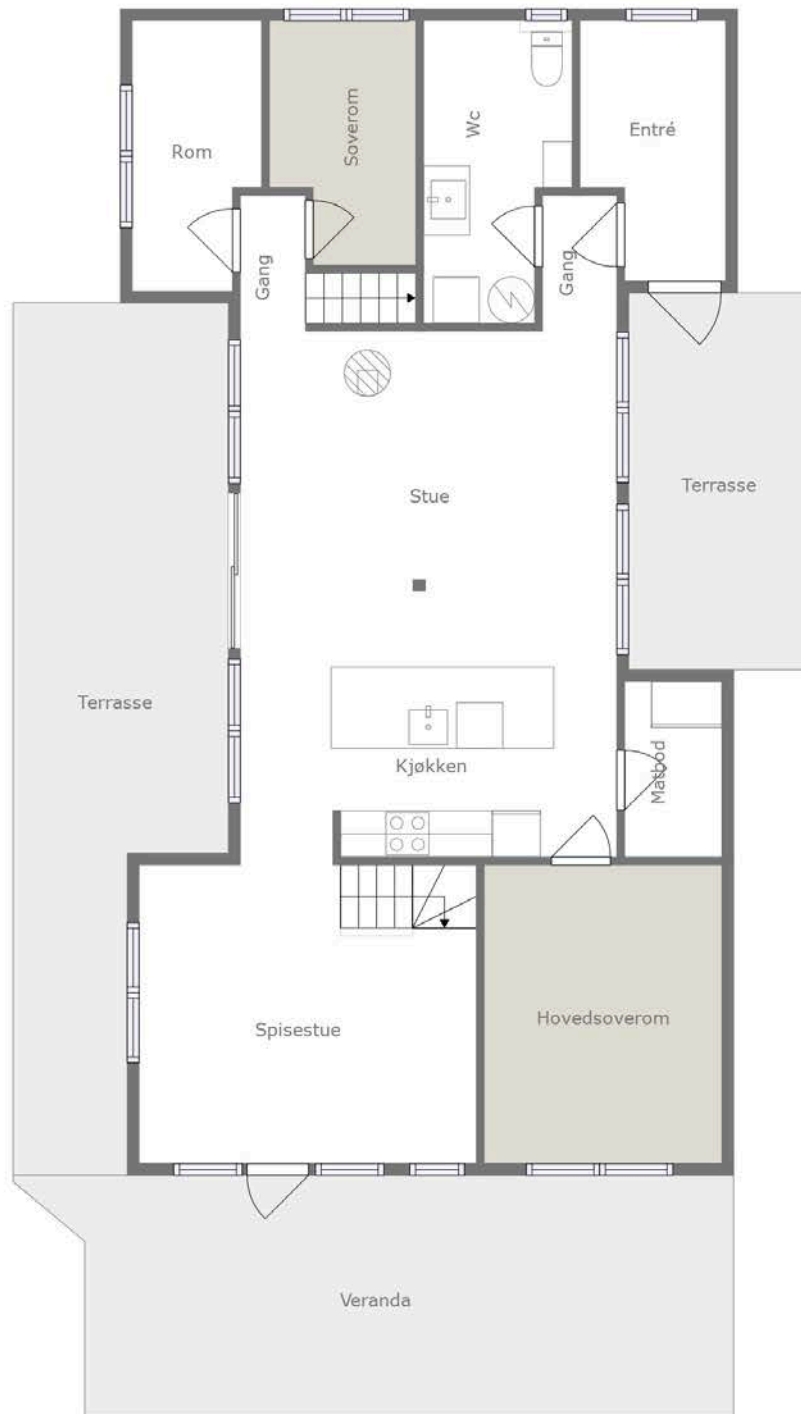 Rom
Soverom
Wc
Entré
Gang
Gang
Stue
Terrasse
Terrasse
Kjøkken
Matbod
Spisestue
Hovedsoverom
Veranda